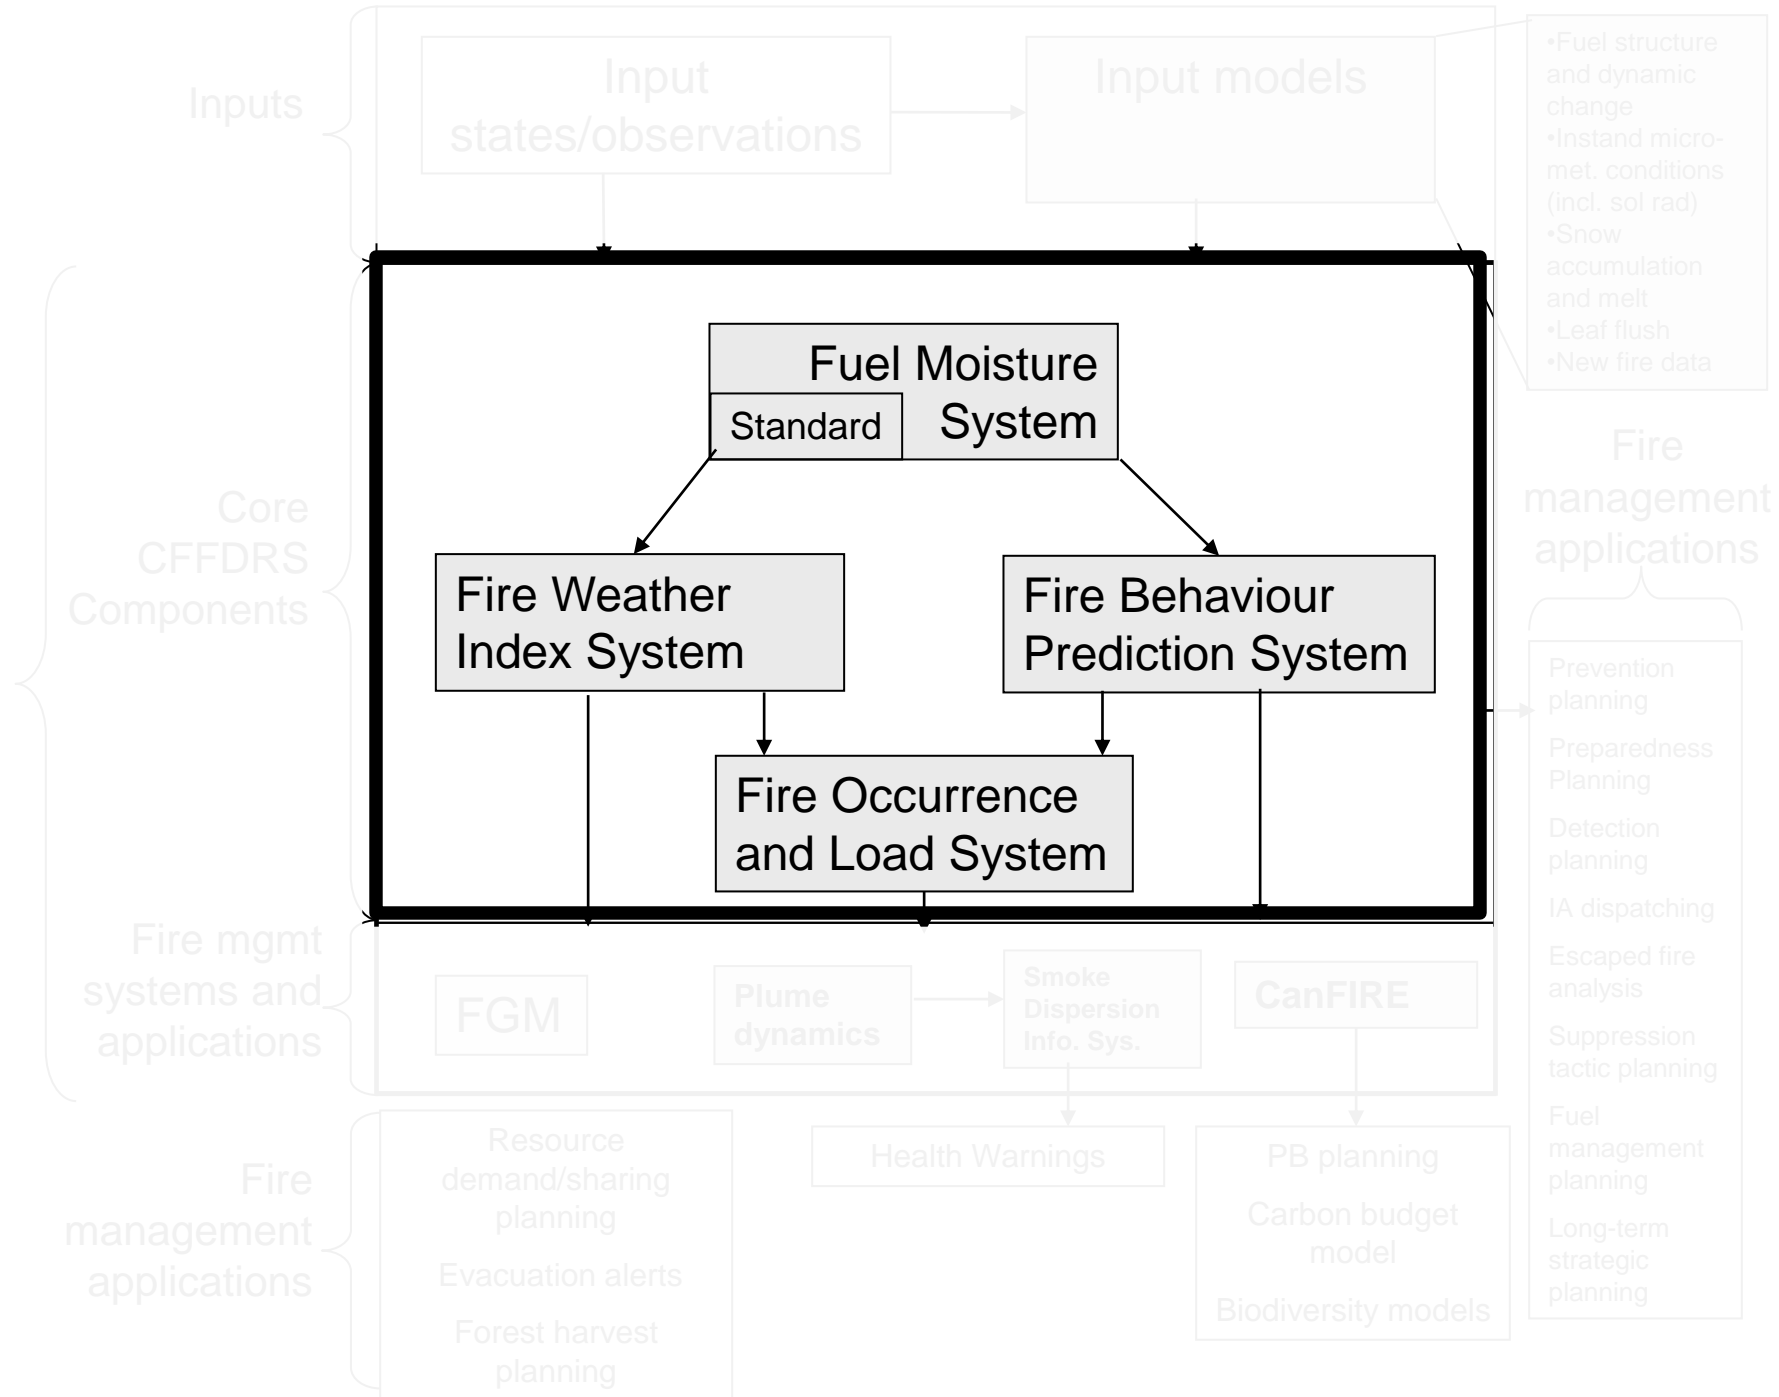 Inputs
Input
states/observations
Input models
•Fuel structure
and dynamic
change
•Instand micro-
met. conditions
(incl. sol rad)
•Snow
accumulation
and melt
•Leaf flush
•New fire data
Core
CFFDRS
Components
Fuel Moisture
System
Standard
Fire Weather
Index System
Fire Behaviour
Prediction System
Fire Occurrence
and Load System
Fire
management
applications
Prevention
planning
Preparedness
Planning
Detection
planning
IA dispatching
Escaped fire
analysis
Suppression
tactic planning
Fuel
management
planning
Long-term
strategic
planning
Fire mgmt
systems and
applications
FGM
Plume
dynamics
Smoke
Dispersion
Info. Sys.
CanFIRE
Fire
management
applications
Resource
demand/sharing
planning
Evacuation alerts
Forest harvest
planning
Health Warnings
PB planning
Carbon budget
model
Biodiversity models